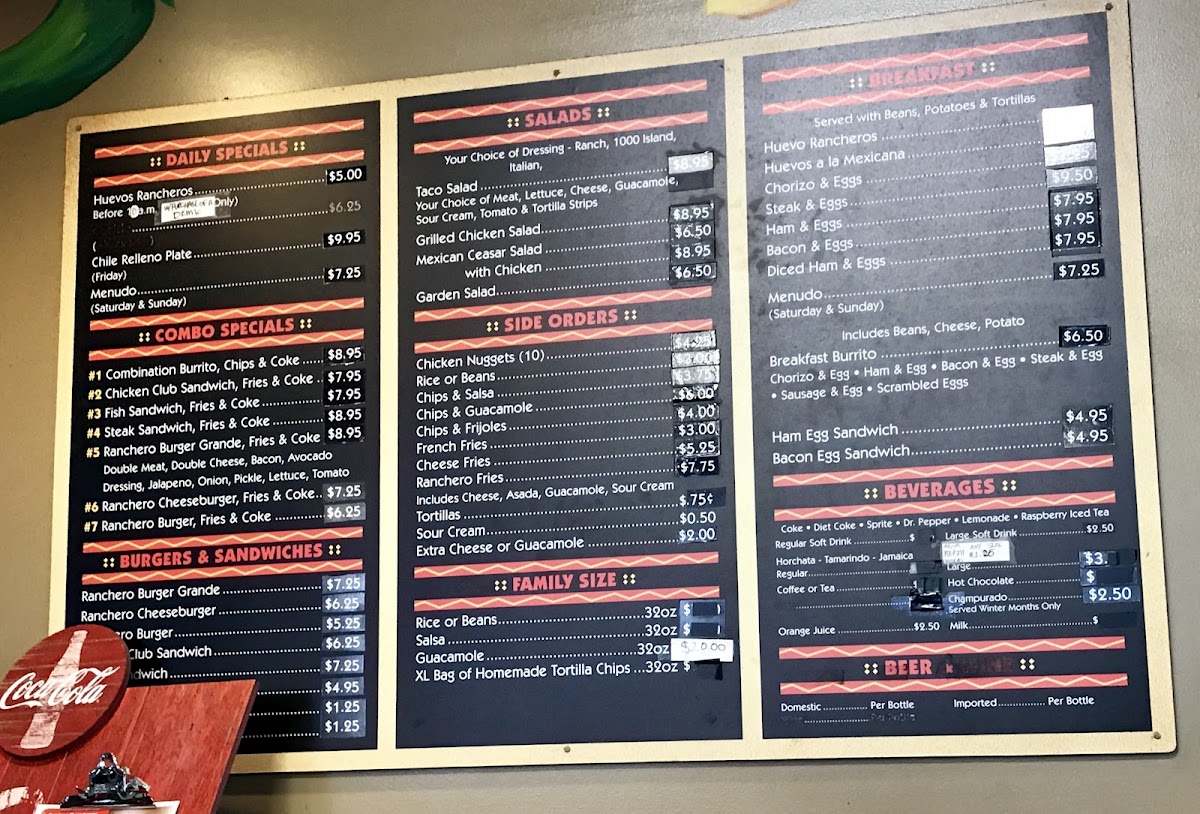 DAILY SPECIALS
Huevos Rancheros $5.00
Before a.m. Only)
$6.25
Chile Relleno Plate $9.95
(Friday)
Menudo $7.25
(Saturday & Sunday)
COMBO SPECIALS
#1 Combination Burrito, Chips & Coke $8.95
#2 Chicken Club Sandwich, Fries & Coke $7.95
#3 Fish Sandwich, Fries & Coke $7.95
#4 Steak Sandwich, Fries & Coke $8.95
#5 Ranchero Burger Grande, Fries & Coke $8.95
Double Meat, Double Cheese, Bacon, Avocado
Dressing, Jalapeno, Onion, Pickle, Lettuce, Tomato
#6 Ranchero Cheeseburger, Fries & Coke $7.25
#7 Ranchero Burger, Fries & Coke $6.25
BURGERS & SANDWICHES
Ranchero Burger Grande $7.25
Ranchero Cheeseburger $6.25
ero Burger $5.25
Club Sandwich $6.25
dwich $7.25
$4.95
$1.25
$1.25
Coca-Cola
SALADS
Your Choice of Dressing - Ranch, 1000 Island,
Italian,
Taco Salad $8.95
Your Choice of Meat, Lettuce, Cheese, Guacamole,
Sour Cream, Tomato & Tortilla Strips
Grilled Chicken Salad $8.95
Mexican Ceasar Salad $6.50
with Chicken $8.95
Garden Salad $6.50
SIDE ORDERS
Chicken Nuggets (10) $4.25
Rice or Beans $3.00
Chips & Salsa $3.75
Chips & Guacamole $6.00
Chips & Frijoles $4.00
French Fries $3.00
Cheese Fries $5.25
Ranchero Fries $7.75
Includes Cheese, Asada, Guacamole, Sour Cream
Tortillas $.75¢
Sour Cream $0.50
Extra Cheese or Guacamole $2.00
FAMILY SIZE
Rice or Beans 32oz $
Salsa 32oz $
Guacamole 32oz $20.00
XL Bag of Homemade Tortilla Chips 32oz $
BREAKFAST
Served with Beans, Potatoes & Tortillas
Huevo Rancheros
Huevos a la Mexicana
Chorizo & Eggs
Steak & Eggs $9.50
Ham & Eggs $7.95
Bacon & Eggs $7.95
Diced Ham & Eggs $7.95
Menudo $7.25
(Saturday & Sunday)
Includes Beans, Cheese, Potato
Breakfast Burrito $6.50
Chorizo & Egg • Ham & Egg • Bacon & Egg • Steak & Egg
• Sausage & Egg • Scrambled Eggs
Ham Egg Sandwich $4.95
Bacon Egg Sandwich $4.95
BEVERAGES
Coke • Diet Coke • Sprite • Dr. Pepper • Lemonade • Raspberry Iced Tea
Regular Soft Drink $ Large Soft Drink $2.50
Horchata - Tamarindo - Jamaica
Regular Large $3.
Coffee or Tea Hot Chocolate $
Champurado $2.50
Served Winter Months Only
Orange Juice $2.50 Milk $
BEER
Domestic Per Bottle Imported Per Bottle